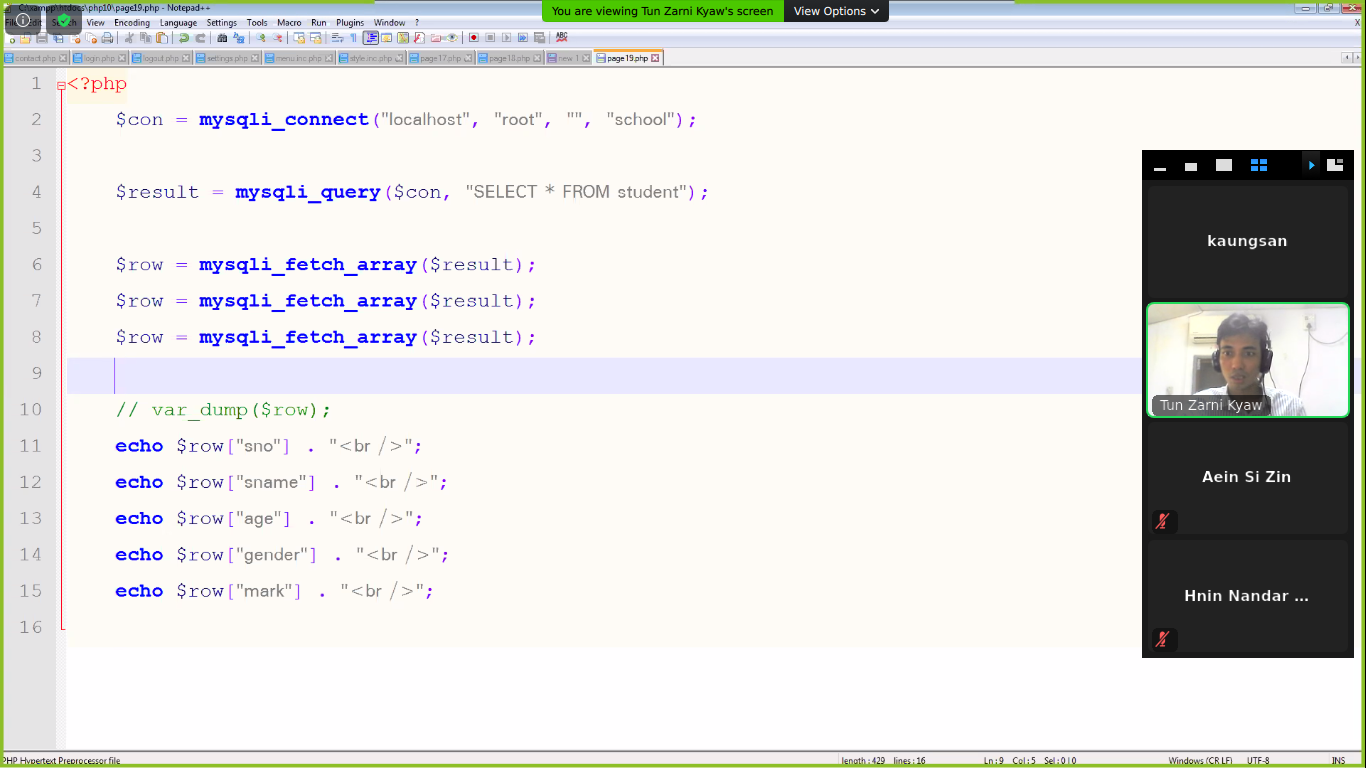 C:\xampp\htdocs\php10\page19.php - Notepad++
You are viewing Tun Zarni Kyaw's screen View Options
Search View Encoding Language Settings Tools Macro Run Plugins Window ?
contact.php login.php logout.php settings.php menu.inc.php style.inc.php page17.php page18.php new 1 page19.php
1 <?php
2 $con = mysqli_connect("localhost", "root", "", "school");
3
4 $result = mysqli_query($con, "SELECT * FROM student");
5
6 $row = mysqli_fetch_array($result);
7 $row = mysqli_fetch_array($result);
8 $row = mysqli_fetch_array($result);
9
10 // var_dump($row);
11 echo $row["sno"] . "<br />";
12 echo $row["sname"] . "<br />";
13 echo $row["age"] . "<br />";
14 echo $row["gender"] . "<br />";
15 echo $row["mark"] . "<br />";
16
kaungsan
Tun Zarni Kyaw
Aein Si Zin
Hnin Nandar ...
PHP Hypertext Preprocessor file length : 429 lines : 16 Ln : 9 Col : 5 Sel : 0 | 0 Windows (CR LF) UTF-8 INS